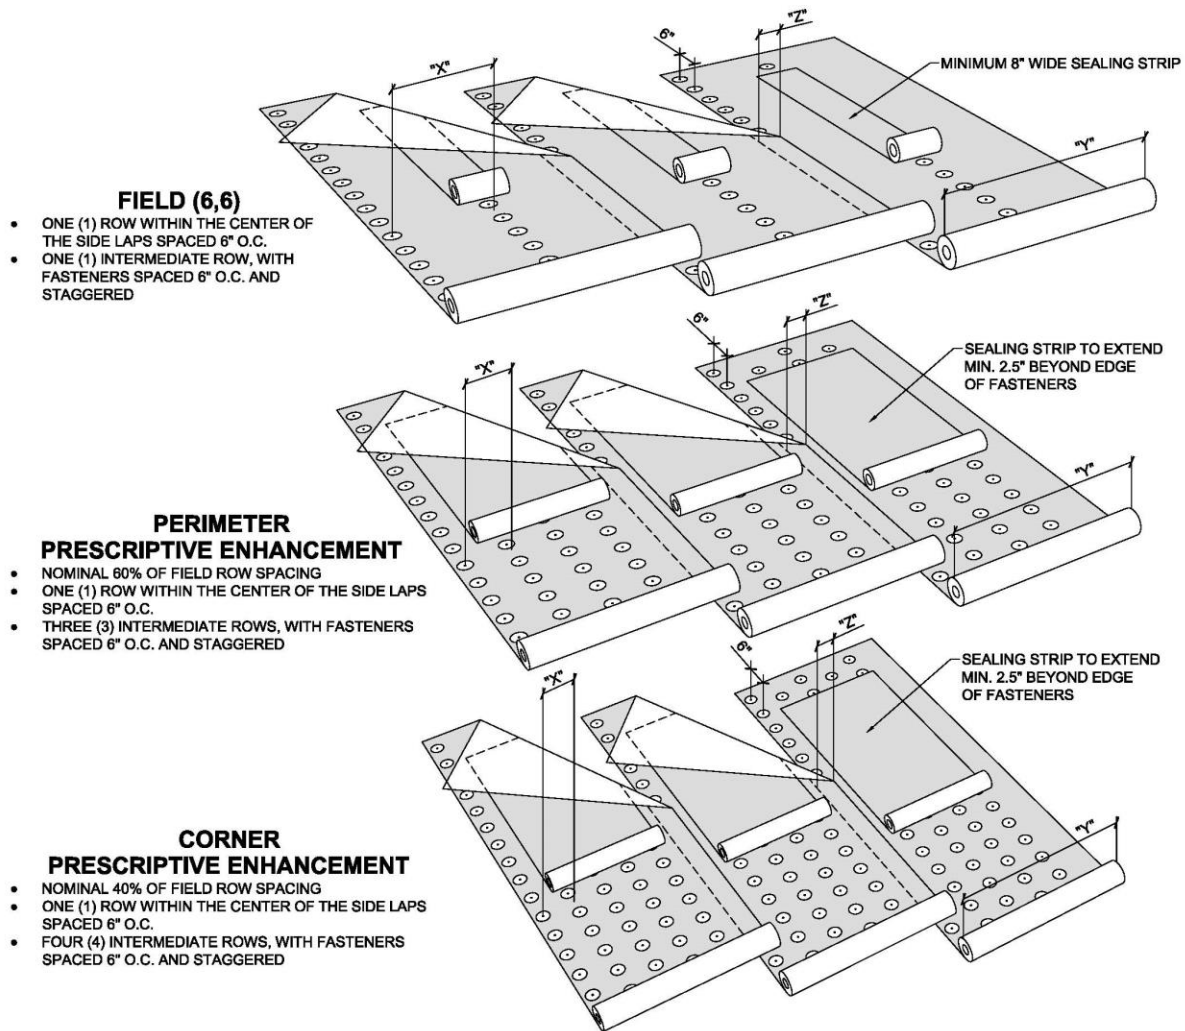 6"
"Z"
"X"
MINIMUM 8" WIDE SEALING STRIP
"Y"
FIELD (6,6)
• ONE (1) ROW WITHIN THE CENTER OF
THE SIDE LAPS SPACED 6" O.C.
• ONE (1) INTERMEDIATE ROW, WITH
FASTENERS SPACED 6" O.C. AND
STAGGERED
6"
"Z"
"X"
SEALING STRIP TO EXTEND
MIN. 2.5" BEYOND EDGE
OF FASTENERS
"Y"
PERIMETER
PRESCRIPTIVE ENHANCEMENT
• NOMINAL 60% OF FIELD ROW SPACING
• ONE (1) ROW WITHIN THE CENTER OF THE SIDE LAPS
SPACED 6" O.C.
• THREE (3) INTERMEDIATE ROWS, WITH FASTENERS
SPACED 6" O.C. AND STAGGERED
6"
"Z"
"X"
SEALING STRIP TO EXTEND
MIN. 2.5" BEYOND EDGE
OF FASTENERS
"Y"
CORNER
PRESCRIPTIVE ENHANCEMENT
• NOMINAL 40% OF FIELD ROW SPACING
• ONE (1) ROW WITHIN THE CENTER OF THE SIDE LAPS
SPACED 6" O.C.
• FOUR (4) INTERMEDIATE ROWS, WITH FASTENERS
SPACED 6" O.C. AND STAGGERED